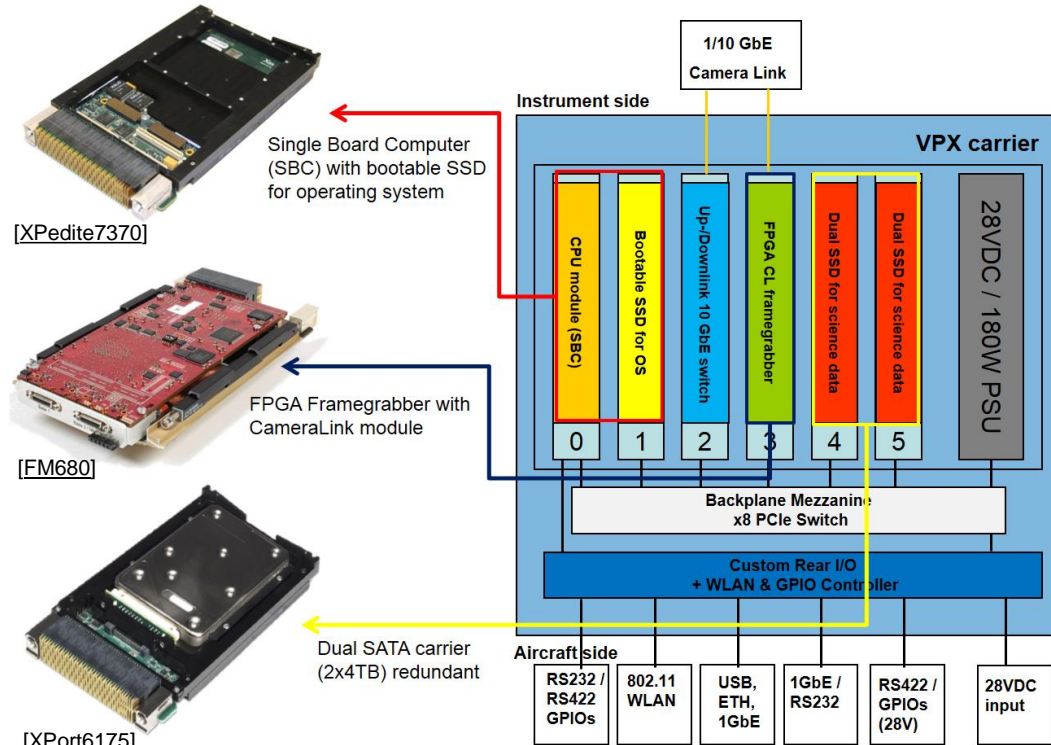 1/10 GbE
Camera Link
Instrument side
VPX carrier
Single Board Computer
(SBC) with bootable SSD
for operating system
[XPedite7370]
CPU module (SBC)
Bootable SSD for OS
Up-/Downlink 10 GbE switch
FPGA CL framegrabber
Dual SSD for science data
Dual SSD for science data
28VDC / 180W PSU
0
1
2
3
4
5
FPGA Framegrabber with
CameraLink module
[FM680]
Backplane Mezzanine
x8 PCIe Switch
Custom Rear I/O
+ WLAN & GPIO Controller
Dual SATA carrier
(2x4TB) redundant
[XPort6175]
Aircraft side
RS232 /
RS422
GPIOs
802.11
WLAN
USB,
ETH,
1GbE
1GbE /
RS232
RS422 /
GPIOs
(28V)
28VDC
input